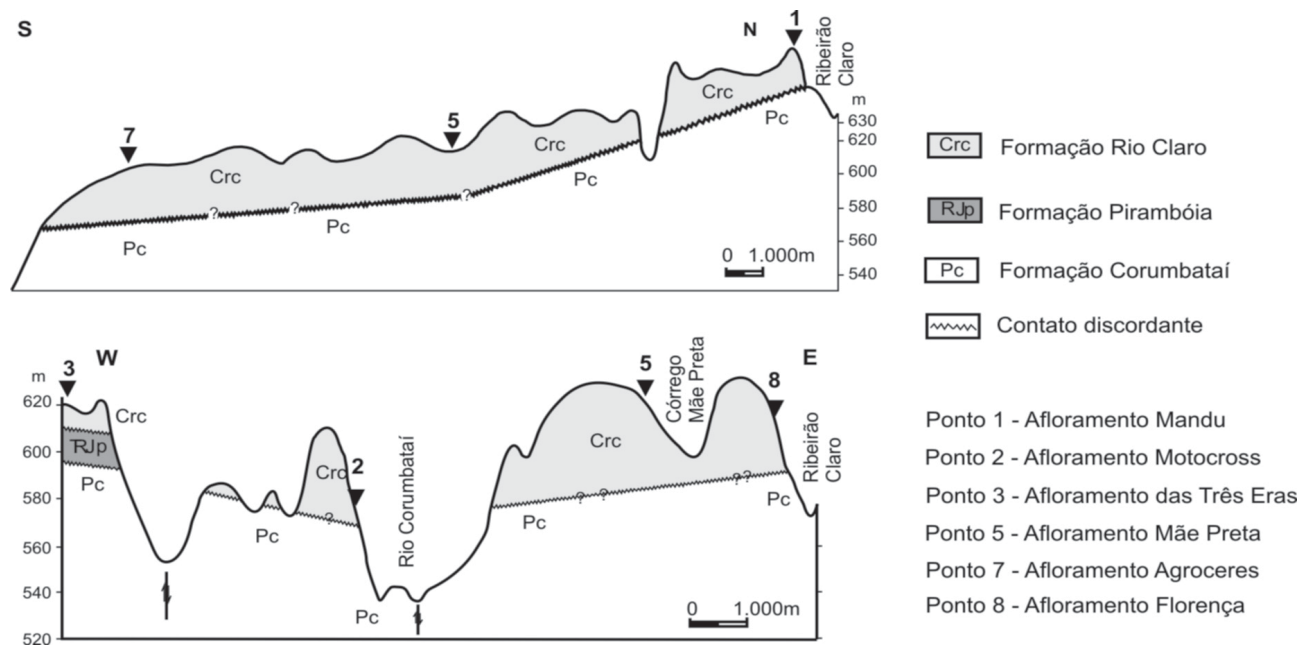 S
N
1
Ribeirão
Claro
Crc
m
630
620
600
580
560
540
Pc
5
Crc
Pc
7
Crc
?
?
?
Pc
Pc
0 1.000m
W
E
3
m
620
600
580
560
540
520
Crc
TRJp
Pc
Crc
2
?
Pc
Rio Corumbataí
Pc
5
Córrego
Mãe Preta
8
Ribeirão
Claro
Crc
? ?
??
Pc
Pc
0 1.000m
Crc Formação Rio Claro
RJp Formação Pirambóia
Pc Formação Corumbataí
Contato discordante
Ponto 1 - Afloramento Mandu
Ponto 2 - Afloramento Motocross
Ponto 3 - Afloramento das Três Eras
Ponto 5 - Afloramento Mãe Preta
Ponto 7 - Afloramento Agroceres
Ponto 8 - Afloramento Florença